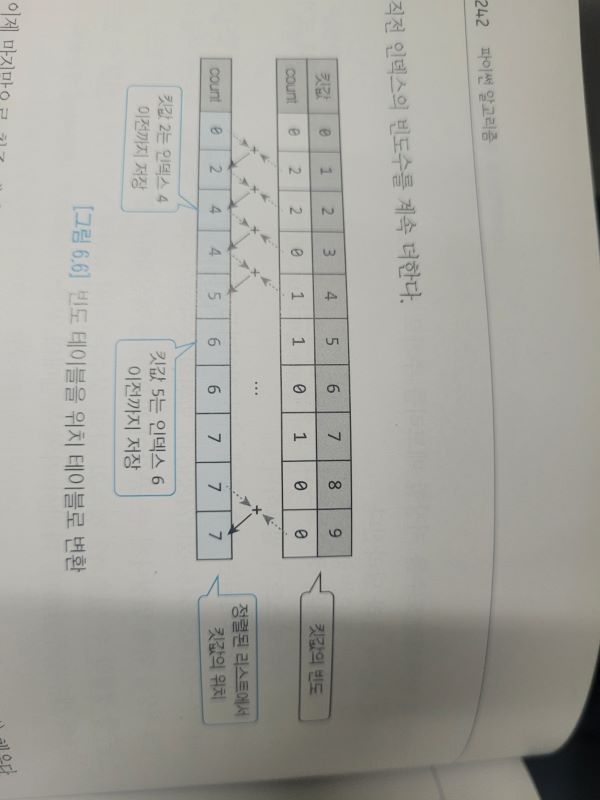 242 파이썬 알고리즘
직전 인덱스의 빈도수를 계속 더한다.
킷값 0 1 2 3 4 5 6 7 8 9
count 0 2 2 0 1 1 0 1 0 0
킷값의 빈도
+ + + + ... +
count 0 2 4 4 5 6 6 7 7 7
정렬된 리스트에서
킷값의 위치
킷값 2는 인덱스 4
이전까지 저장
킷값 5는 인덱스 6
이전까지 저장
[그림 6.6] 빈도 테이블을 위치 테이블로 변환
이제 마지막으로